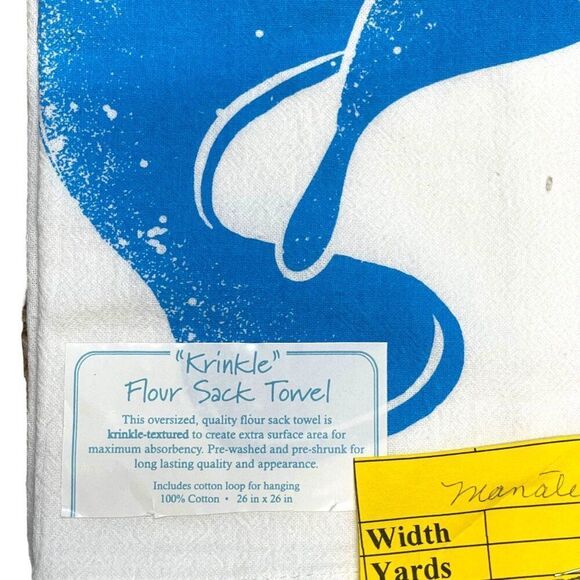 "Krinkle"
Flour Sack Towel
This oversized, quality flour sack towel is
krinkle-textured to create extra surface area for
maximum absorbency. Pre-washed and pre-shrunk for
long lasting quality and appearance.
Includes cotton loop for hanging
100% Cotton • 26 in x 26 in
Width
Yards